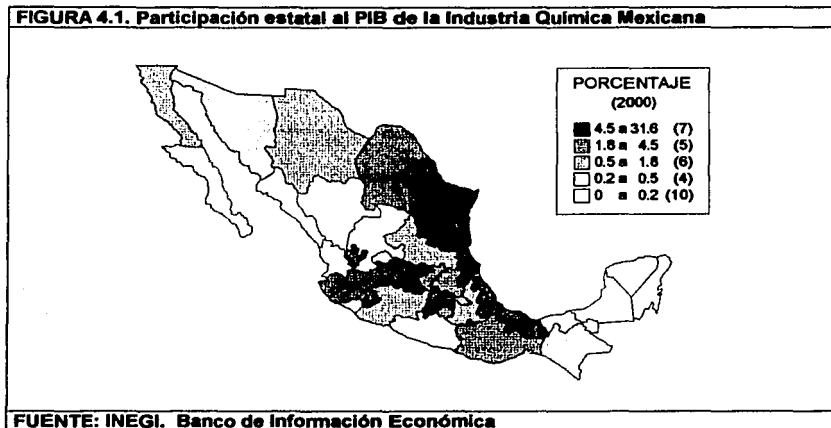 FIGURA 4.1. Participación estatal al PIB de la Industria Química Mexicana
PORCENTAJE
(2000)
4.5 a 31.6 (7)
1.8 a 4.5 (5)
0.5 a 1.8 (6)
0.2 a 0.5 (4)
0 a 0.2 (10)
FUENTE: INEGI. Banco de Información Económica